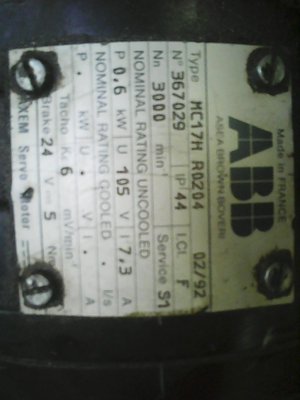 Made in FRANCE
ABB
ASEA BROWN BOVERI
Type MC17H R0204 02/92
N° 367029 IP 44 I.Cl. F
Nn 3000 min⁻¹ Service S1
NOMINAL RATING UNCOOLED
P 0,6 kW U 105 V I 7,3 A
NOMINAL RATING COOLED . l/s
P . kW U . V I . A
Tacho Ke 6 mV/min⁻¹
Brake 24 V 5 N
AXEM Servo Motor